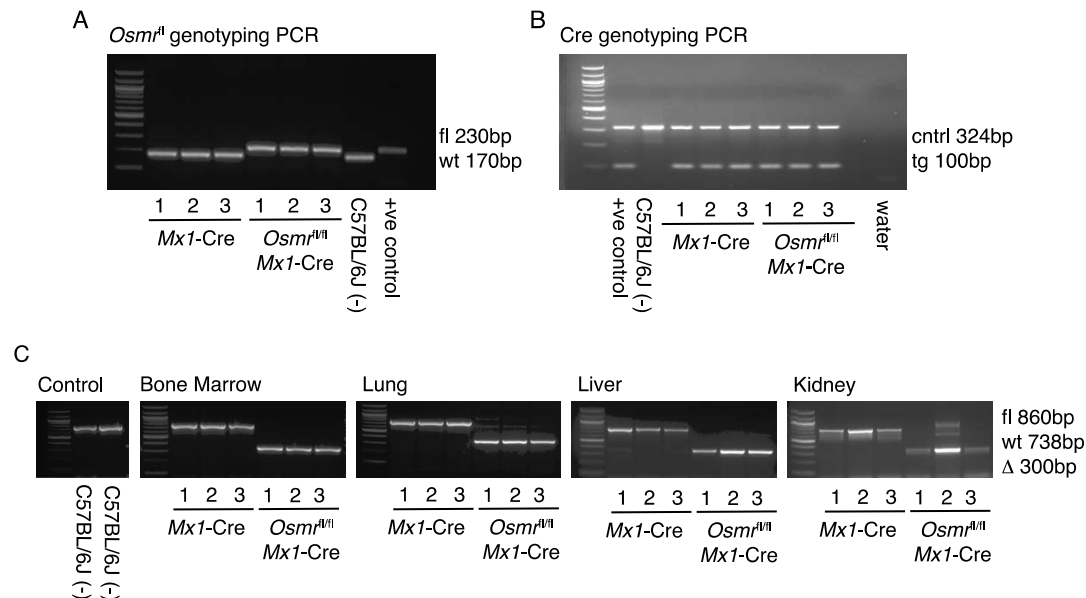 A
Osmrfl genotyping PCR
fl 230bp
wt 170bp
1 2 3 1 2 3
Mx1-Cre
Osmrfl/fl
Mx1-Cre
C57BL/6J (-)
+ve control
B
Cre genotyping PCR
cntrl 324bp
tg 100bp
+ve control
C57BL/6J (-)
1 2 3 1 2 3
Mx1-Cre
Osmrfl/fl
Mx1-Cre
water
C
Control
C57BL/6J (-)
C57BL/6J (-)
Bone Marrow
1 2 3 1 2 3
Mx1-Cre
Osmrfl/fl
Mx1-Cre
Lung
1 2 3 1 2 3
Mx1-Cre
Osmrfl/fl
Mx1-Cre
Liver
1 2 3 1 2 3
Mx1-Cre
Osmrfl/fl
Mx1-Cre
Kidney
1 2 3 1 2 3
Mx1-Cre
Osmrfl/fl
Mx1-Cre
fl 860bp
wt 738bp
Δ 300bp